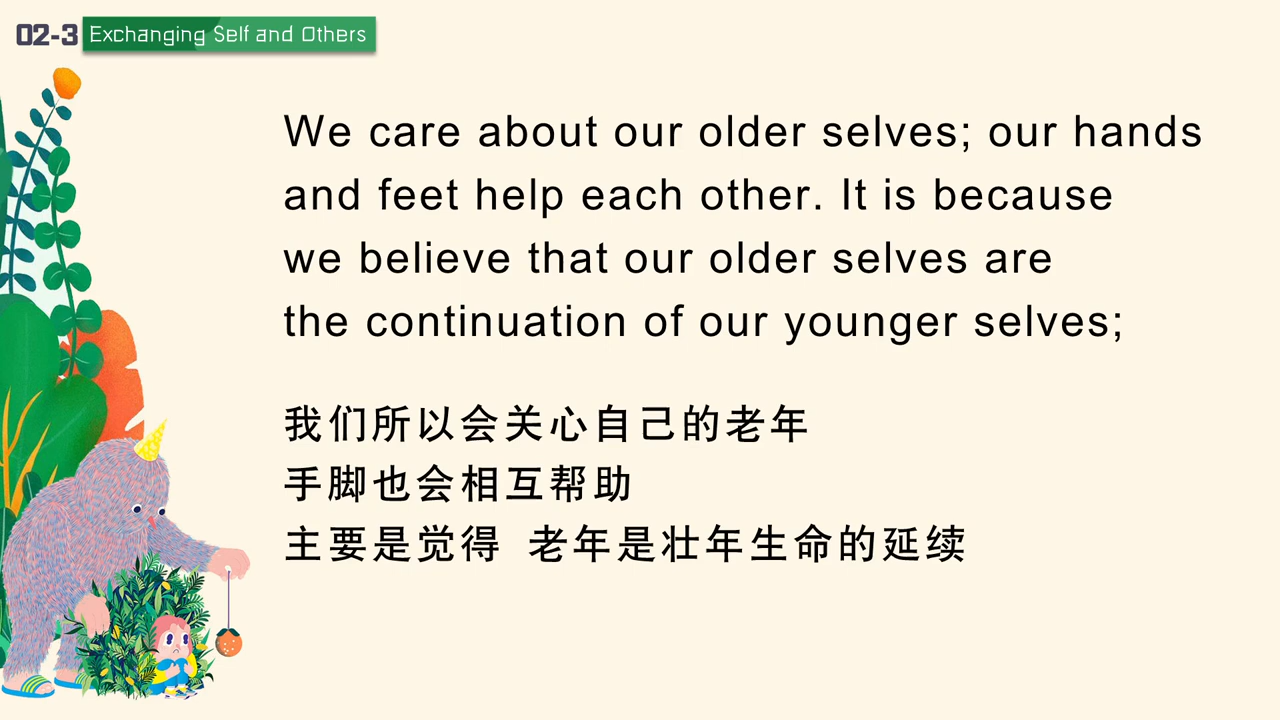 02-3 Exchanging Self and Others
We care about our older selves; our hands
and feet help each other. It is because
we believe that our older selves are
the continuation of our younger selves;
我们所以会关心自己的老年
手脚也会相互帮助
主要是觉得 老年是壮年生命的延续